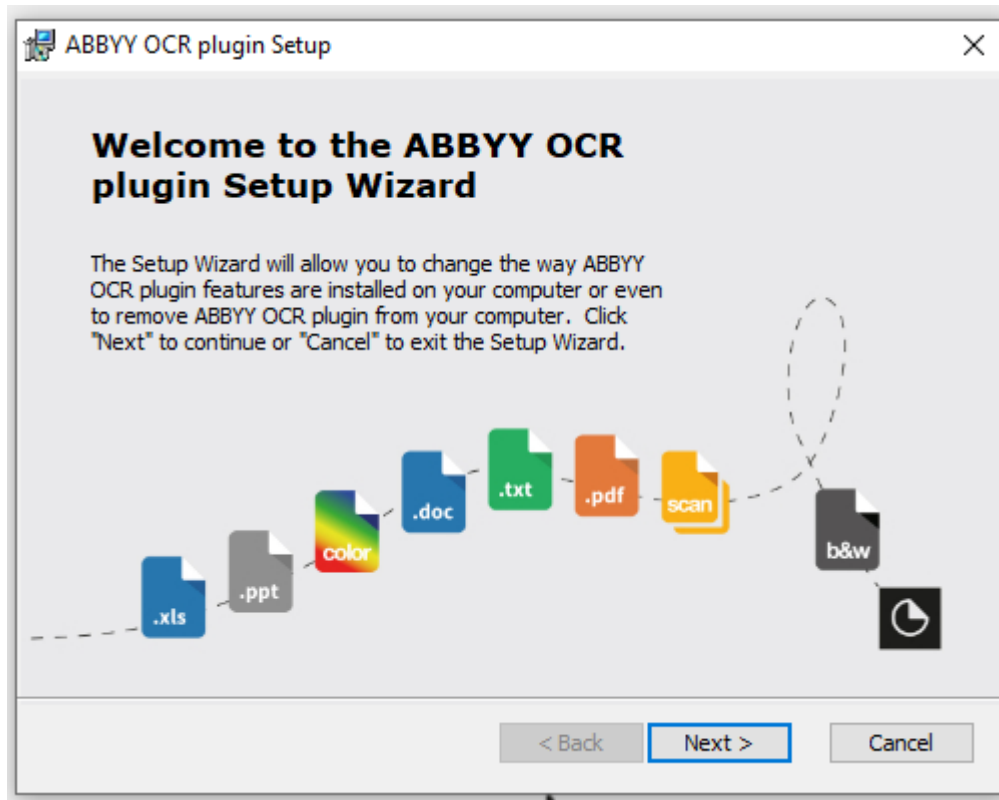 ABBYY OCR plugin Setup
Welcome to the ABBYY OCR
plugin Setup Wizard
The Setup Wizard will allow you to change the way ABBYY
OCR plugin features are installed on your computer or even
to remove ABBYY OCR plugin from your computer.  Click
"Next" to continue or "Cancel" to exit the Setup Wizard.
.xls
.ppt
color
.doc
.txt
.pdf
scan
b&w
< Back
Next >
Cancel